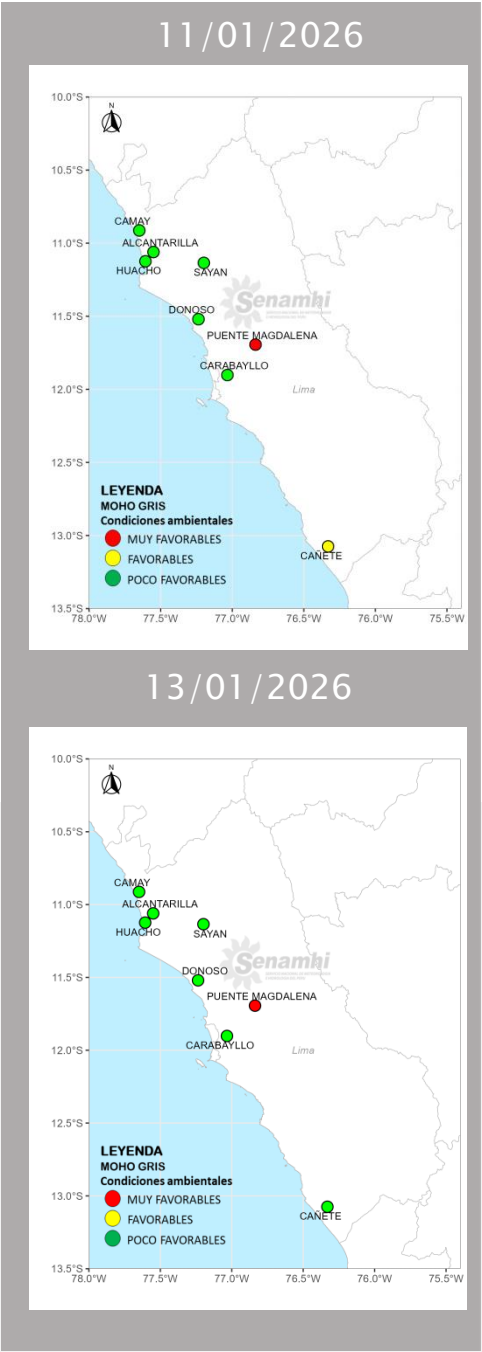 11/01/2026
N
10.0°S
10.5°S
CAMAY
11.0°S
ALCANTARILLA
HUACHO
SAYAN
Senamhi
11.5°S
DONOSO
PUENTE MAGDALENA
CARABAYLLO
12.0°S
Lima
12.5°S
LEYENDA
MOHO GRIS
Condiciones ambientales
13.0°S
MUY FAVORABLES
CAÑETE
FAVORABLES
POCO FAVORABLES
13.5°S
78.0°W 77.5°W 77.0°W 76.5°W 76.0°W 75.5°W
13/01/2026
10.0°S
N
10.5°S
CAMAY
11.0°S
ALCANTARILLA
HUACHO
SAYAN
Senamhi
11.5°S
DONOSO
PUENTE MAGDALENA
12.0°S
CARABAYLLO
Lima
12.5°S
LEYENDA
MOHO GRIS
Condiciones ambientales
13.0°S
MUY FAVORABLES
CAÑETE
FAVORABLES
POCO FAVORABLES
13.5°S
78.0°W 77.5°W 77.0°W 76.5°W 76.0°W 75.5°W